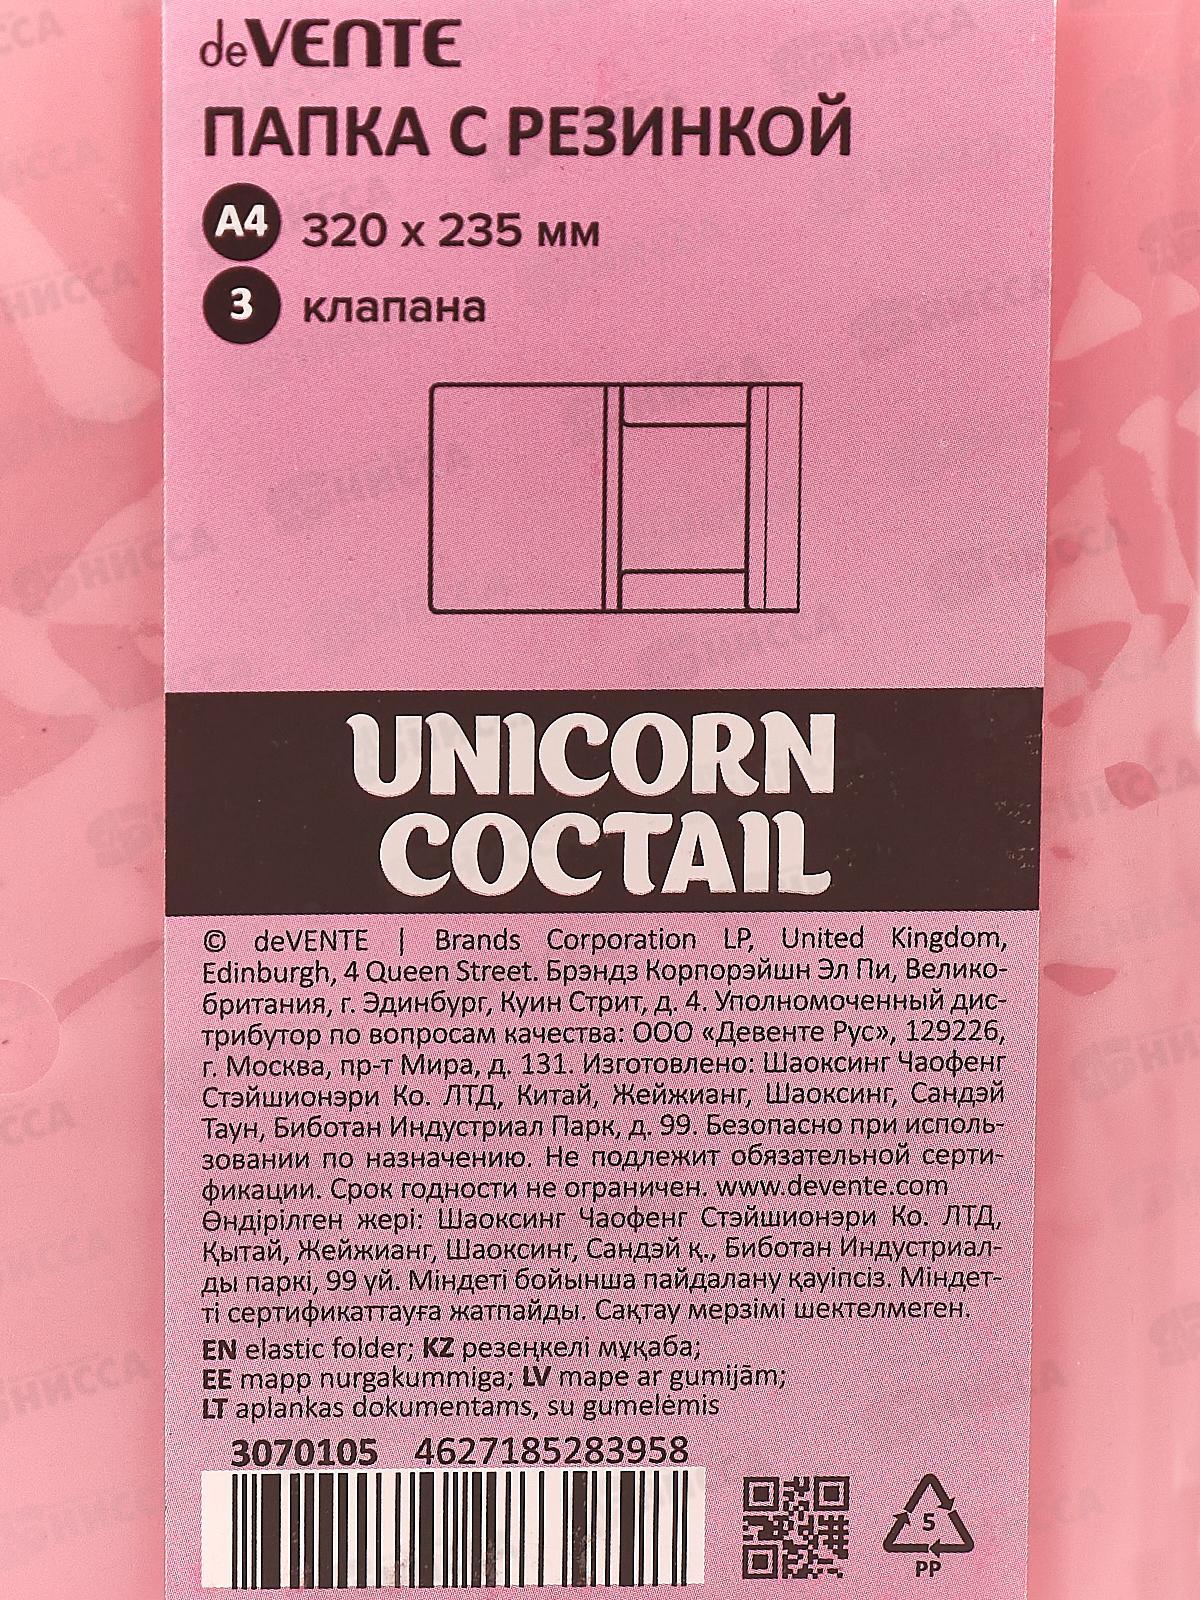 deVENTE
ПАПКА С РЕЗИНКОЙ
A4 320 x 235 мм
3 клапана
UNICORN
COCTAIL
© deVENTE | Brands Corporation LP, United Kingdom,
Edinburgh, 4 Queen Street. Брэндз Корпорэйшн Эл Пи, Велико-
британия, г. Эдинбург, Куин Стрит, д. 4. Уполномоченный дис-
трибутор по вопросам качества: ООО «Девенте Рус», 129226,
г. Москва, пр-т Мира, д. 131. Изготовлено: Шаоксинг Чаофенг
Стэйшионэри Ко. ЛТД, Китай, Жейжианг, Шаоксинг, Сандэй
Таун, Биботан Индустриал Парк, д. 99. Безопасно при исполь-
зовании по назначению. Не подлежит обязательной серти-
фикации. Срок годности не ограничен. www.devente.com
Өндірілген жері: Шаоксинг Чаофенг Стэйшионэри Ко. ЛТД,
Қытай, Жейжианг, Шаоксинг, Сандэй қ., Биботан Индустриал-
ды паркі, 99 үй. Міндеті бойынша пайдалану қауіпсіз. Міндет-
ті сертификаттауға жатпайды. Сақтау мерзімі шектелмеген.
EN elastic folder; KZ резеңкелі мұқаба;
EE mapp nurgakummiga; LV mape ar gumijām;
LT aplankas dokumentams, su gumelėmis
3070105 4627185283958
5
PP